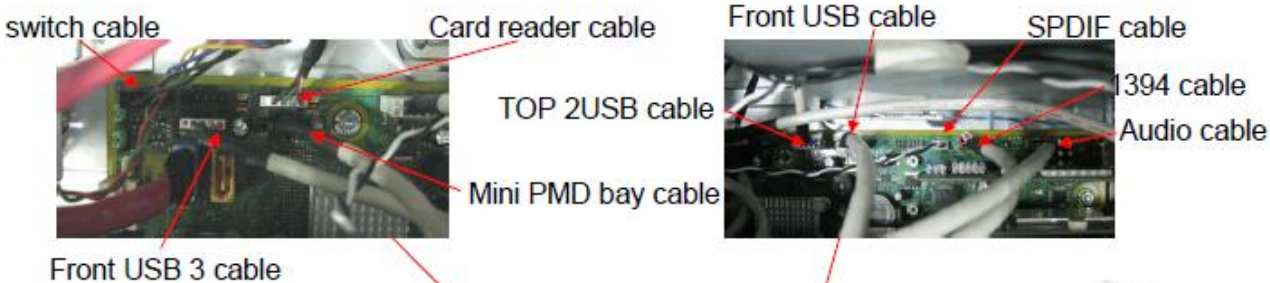 switch cable
Card reader cable
Front USB cable
SPDIF cable
TOP 2USB cable
1394 cable
Audio cable
Mini PMD bay cable
Front USB 3 cable